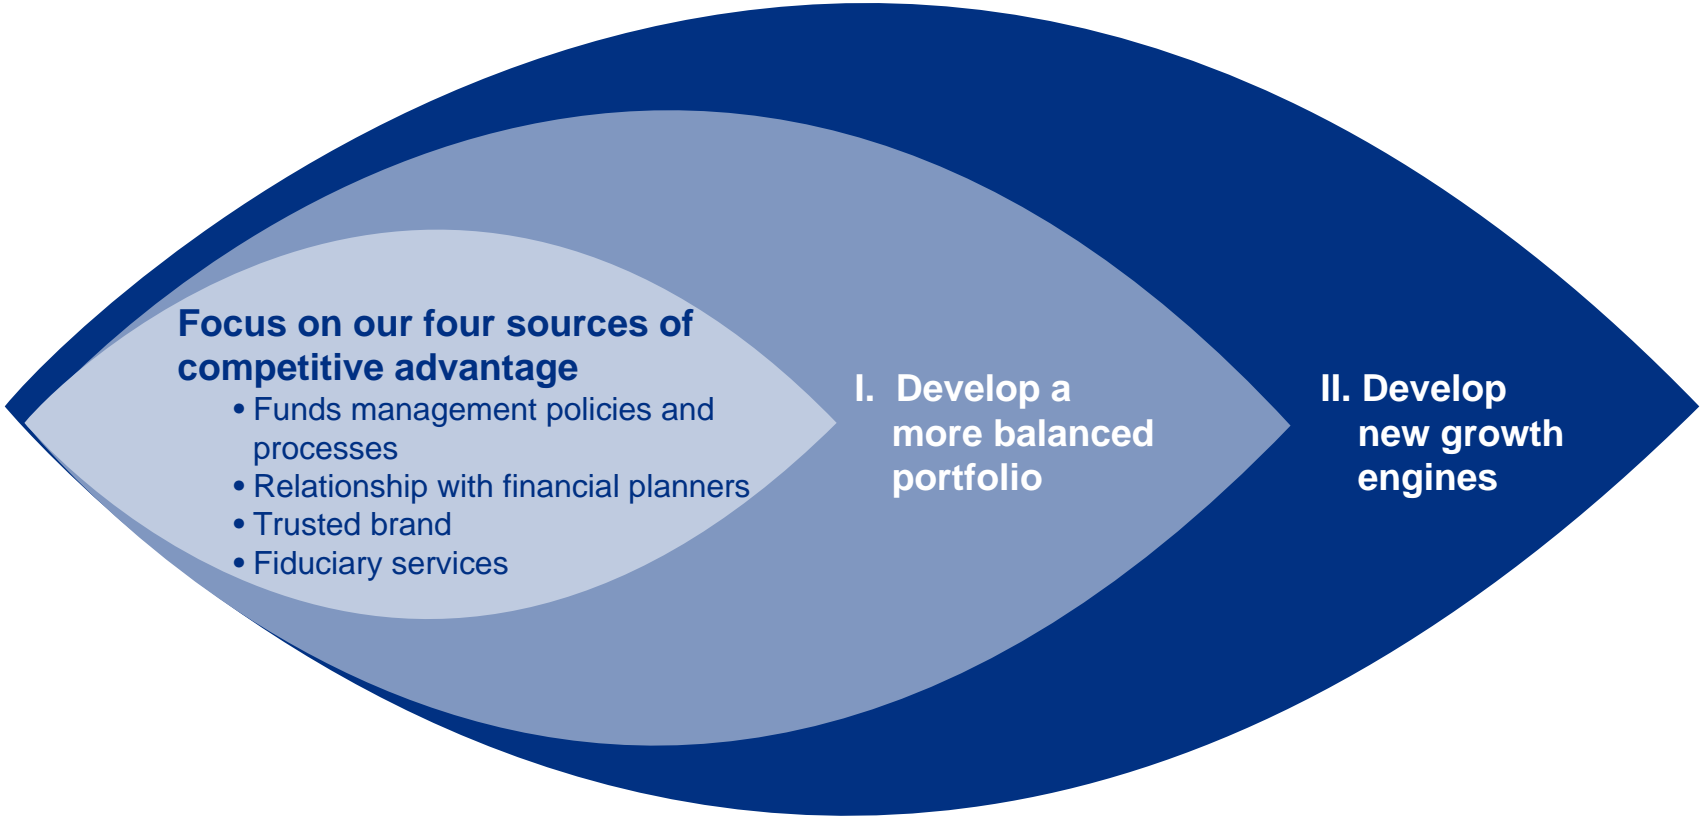 Focus on our four sources of
competitive advantage
• Funds management policies and
processes
• Relationship with financial planners
• Trusted brand
• Fiduciary services
I. Develop a
more balanced
portfolio
II. Develop
new growth
engines